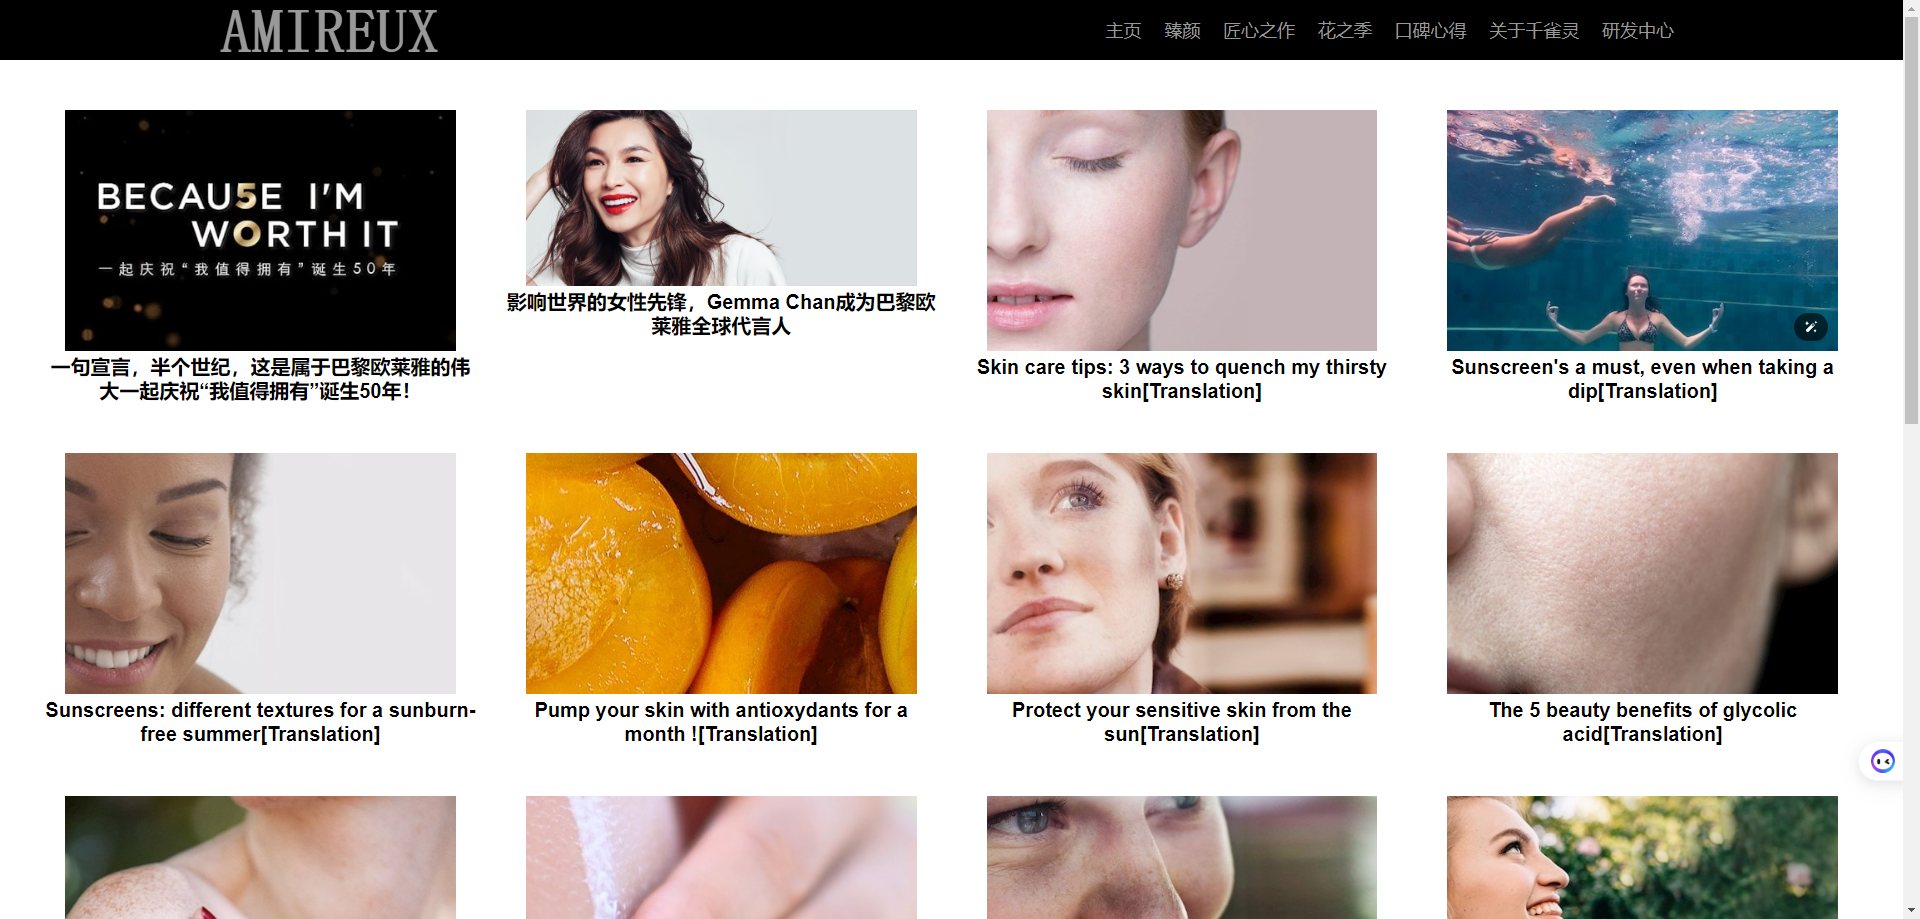 AMIREUX
主页 臻颜 匠心之作 花之季 口碑心得 关于千雀灵 研发中心
BECAU5E I'M
WORTH IT
一起庆祝“我值得拥有”诞生50年
一句宣言，半个世纪，这是属于巴黎欧莱雅的伟
大一起庆祝“我值得拥有”诞生50年！
影响世界的女性先锋，Gemma Chan成为巴黎欧
莱雅全球代言人
Skin care tips: 3 ways to quench my thirsty
skin[Translation]
Sunscreen's a must, even when taking a
dip[Translation]
Sunscreens: different textures for a sunburn-
free summer[Translation]
Pump your skin with antioxydants for a
month ![Translation]
Protect your sensitive skin from the
sun[Translation]
The 5 beauty benefits of glycolic
acid[Translation]